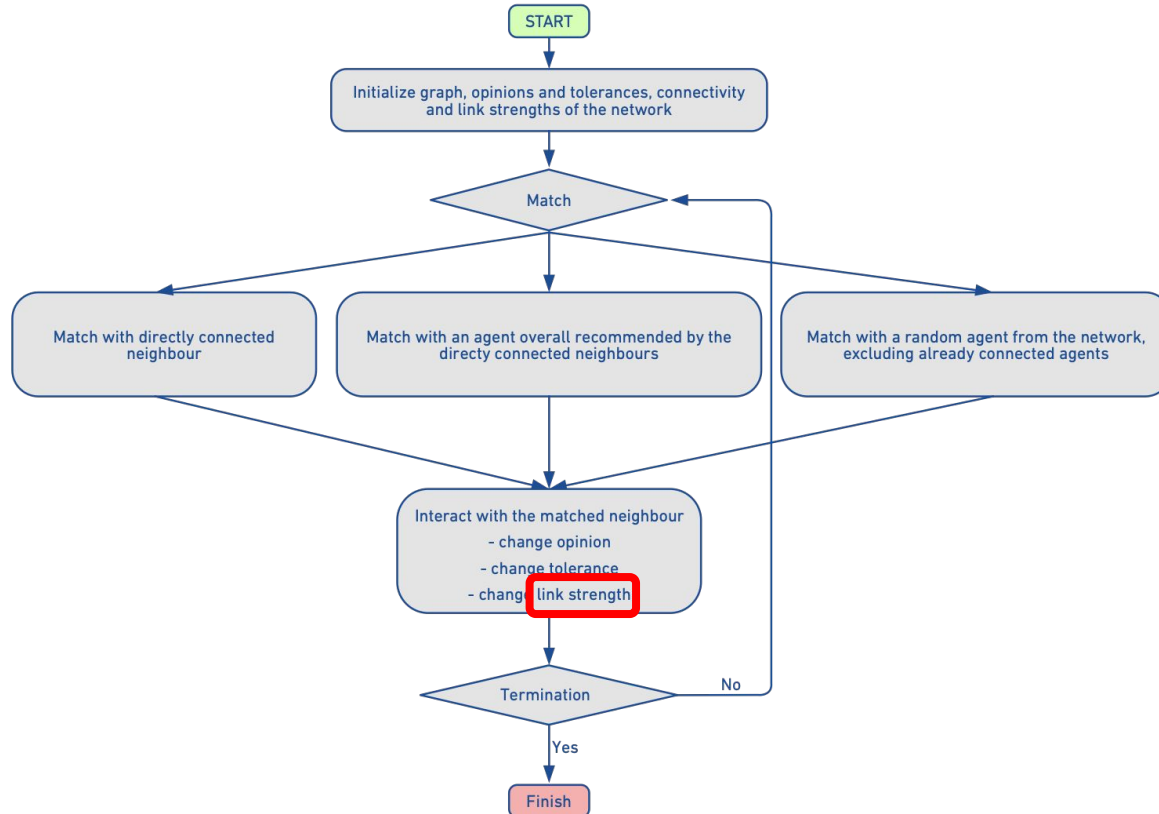 START
Initialize graph, opinions and tolerances, connectivity
and link strengths of the network
Match
Match with directly connected
neighbour
Match with an agent overall recommended by the
directy connected neighbours
Match with a random agent from the network,
excluding already connected agents
Interact with the matched neighbour
- change opinion
- change tolerance
- change link strength
Termination
No
Yes
Finish